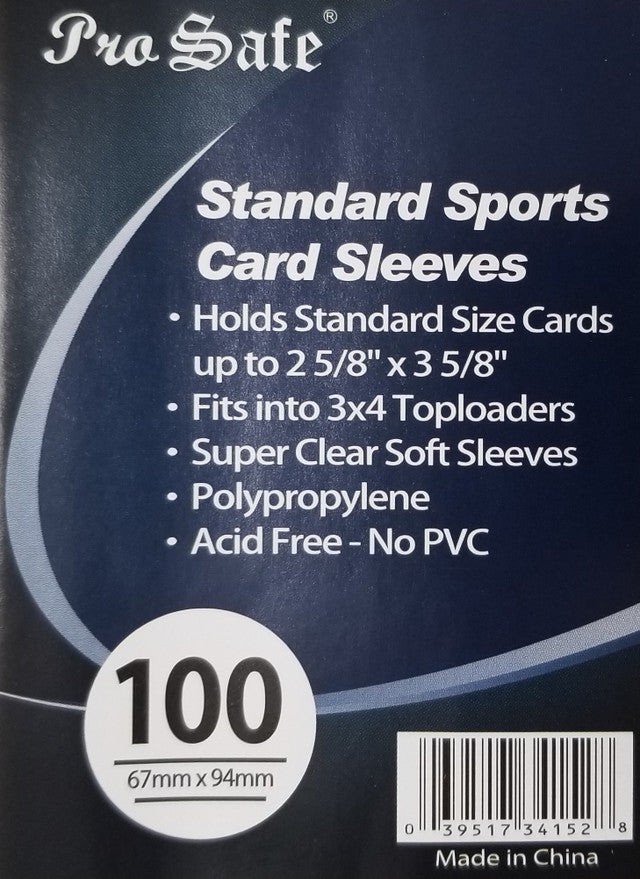 Pro Safe®
Standard Sports
Card Sleeves
• Holds Standard Size Cards
up to 2 5/8" x 3 5/8"
• Fits into 3x4 Toploaders
• Super Clear Soft Sleeves
• Polypropylene
• Acid Free - No PVC
100
67mm x 94mm
0 39517 34152 8
Made in China